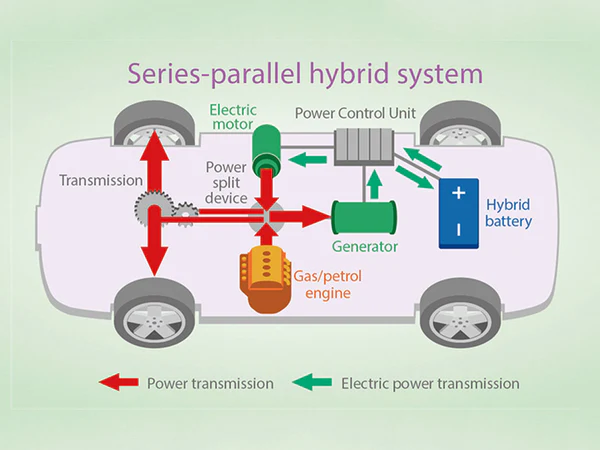 Series-parallel hybrid system
Electric
motor
Power Control Unit
Transmission
Power
split
device
Hybrid
battery
Generator
Gas/petrol
engine
Power transmission
Electric power transmission